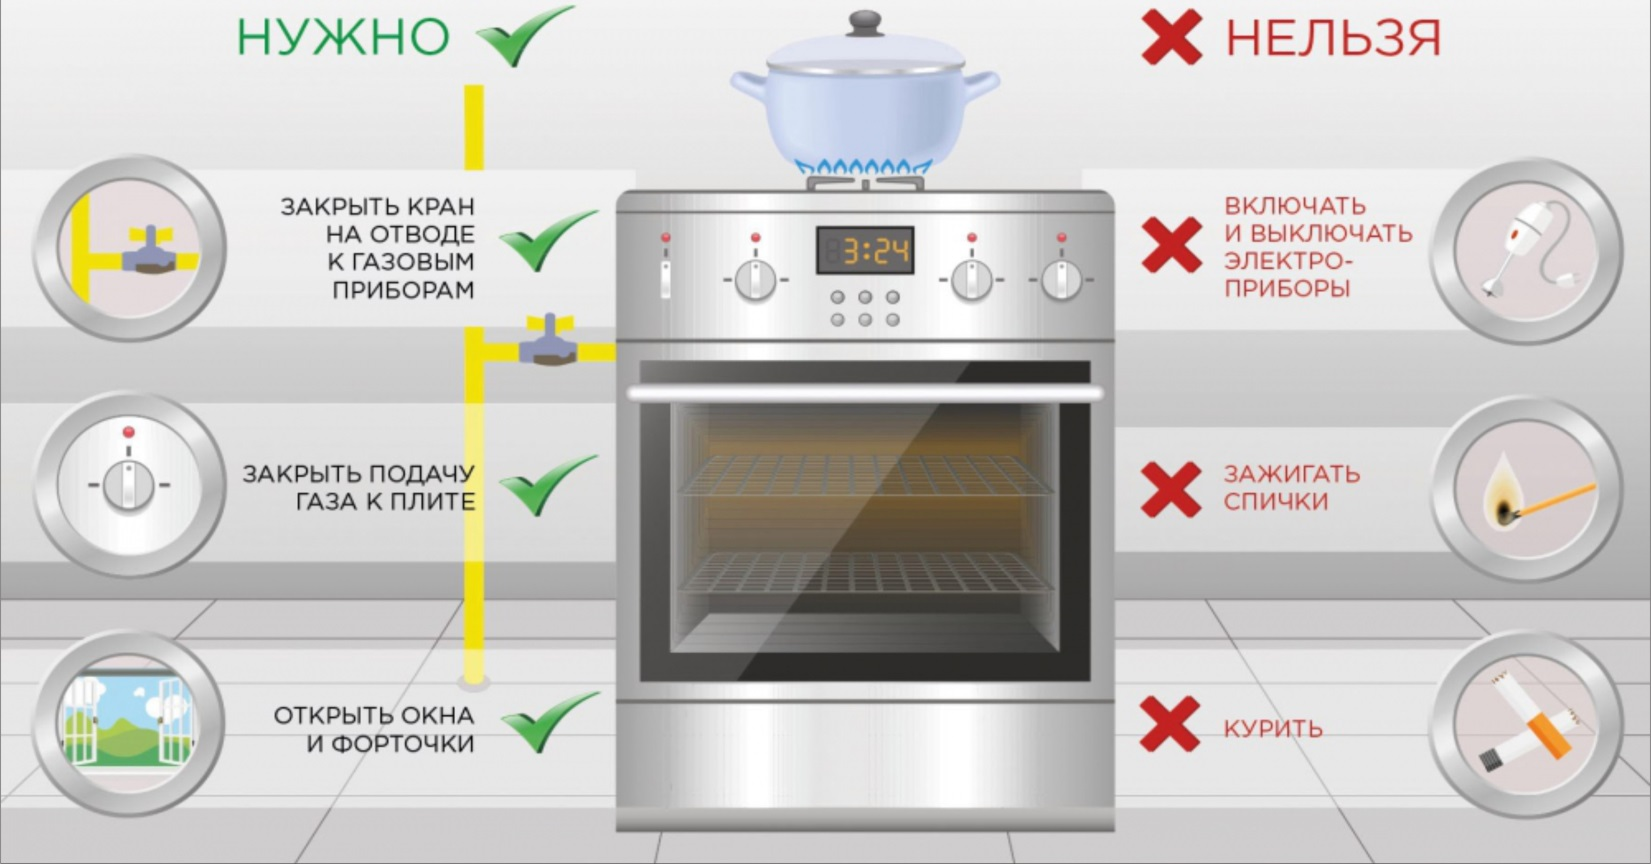 НУЖНО
ЗАКРЫТЬ КРАН
НА ОТВОДЕ
К ГАЗОВЫМ
ПРИБОРАМ
ЗАКРЫТЬ ПОДАЧУ
ГАЗА К ПЛИТЕ
ОТКРЫТЬ ОКНА
И ФОРТОЧКИ
3:24
НЕЛЬЗЯ
ВКЛЮЧАТЬ
И ВЫКЛЮЧАТЬ
ЭЛЕКТРО-
ПРИБОРЫ
ЗАЖИГАТЬ
СПИЧКИ
КУРИТЬ